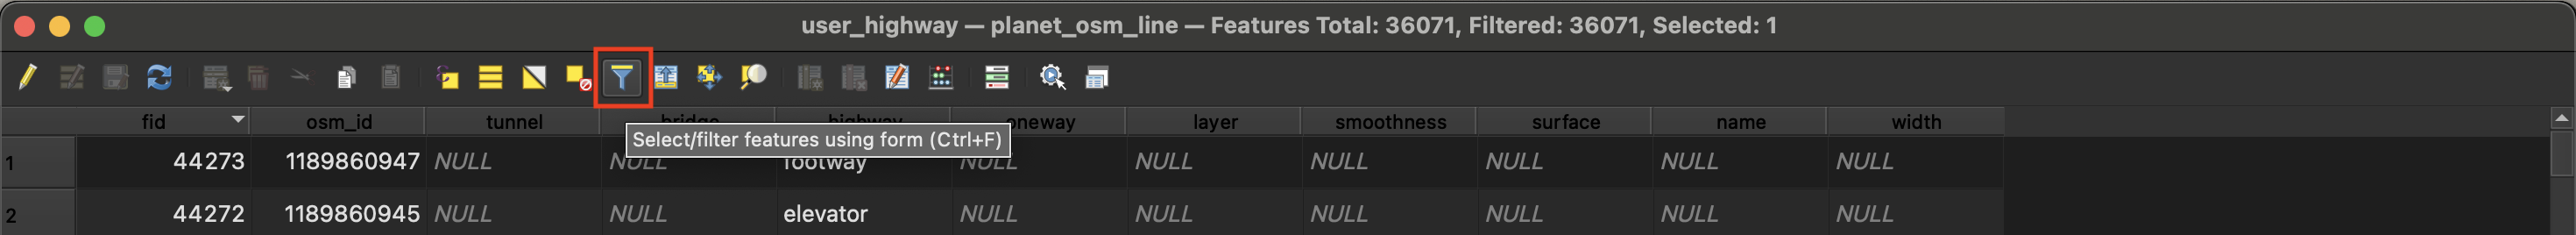 user_highway — planet_osm_line — Features Total: 36071, Filtered: 36071, Selected: 1
fid osm_id tunnel bridge highway oneway layer smoothness surface name width
Select/filter features using form (Ctrl+F)
1 44273 1189860947 NULL NULL footway NULL NULL NULL NULL NULL NULL
2 44272 1189860945 NULL NULL elevator NULL NULL NULL NULL NULL NULL